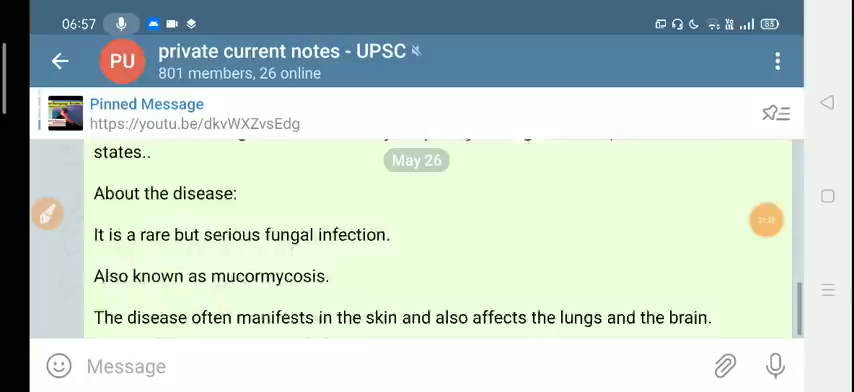 06:57
83
PU
private current notes - UPSC
801 members, 26 online
Pinned Message
https://youtu.be/dkvWXZvsEdg
states..
May 26
About the disease:
It is a rare but serious fungal infection.
Also known as mucormycosis.
The disease often manifests in the skin and also affects the lungs and the brain.
Message